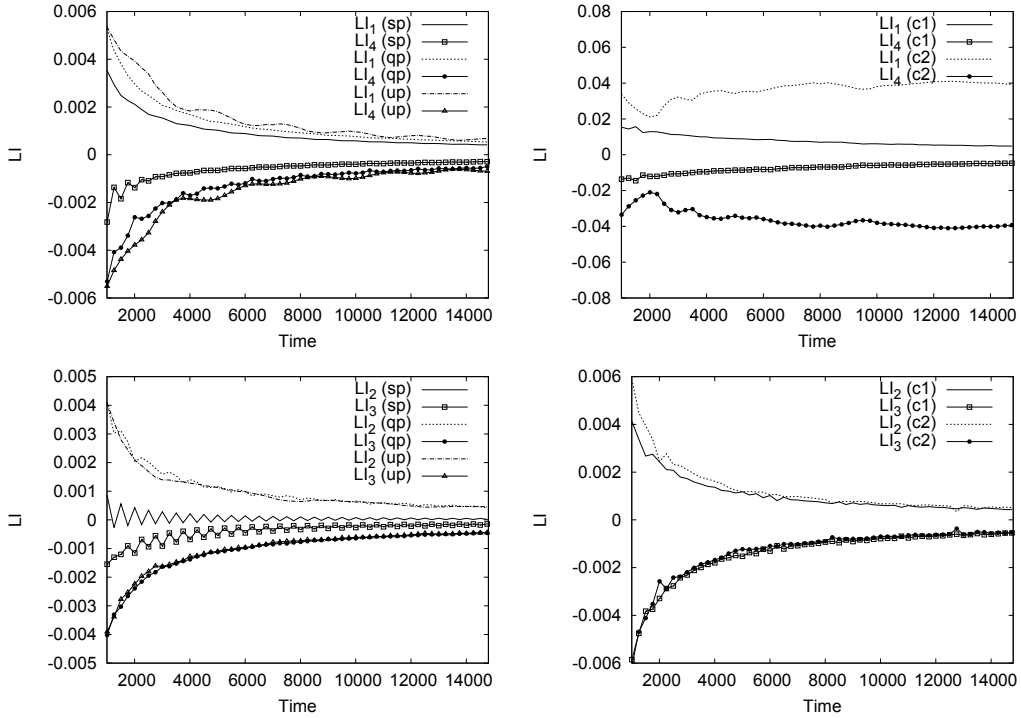 0.006
0.004
0.002
0
-0.002
-0.004
-0.006
LI
2000 4000 6000 8000 10000 12000 14000
Time
LI1 (sp)
LI4 (sp)
LI1 (qp)
LI4 (qp)
LI1 (up)
LI4 (up)
0.08
0.06
0.04
0.02
0
-0.02
-0.04
-0.06
-0.08
LI
2000 4000 6000 8000 10000 12000 14000
Time
LI1 (c1)
LI4 (c1)
LI1 (c2)
LI4 (c2)
0.005
0.004
0.003
0.002
0.001
0
-0.001
-0.002
-0.003
-0.004
-0.005
LI
2000 4000 6000 8000 10000 12000 14000
Time
LI2 (sp)
LI3 (sp)
LI2 (qp)
LI3 (qp)
LI2 (up)
LI3 (up)
0.006
0.004
0.002
0
-0.002
-0.004
-0.006
LI
2000 4000 6000 8000 10000 12000 14000
Time
LI2 (c1)
LI3 (c1)
LI2 (c2)
LI3 (c2)